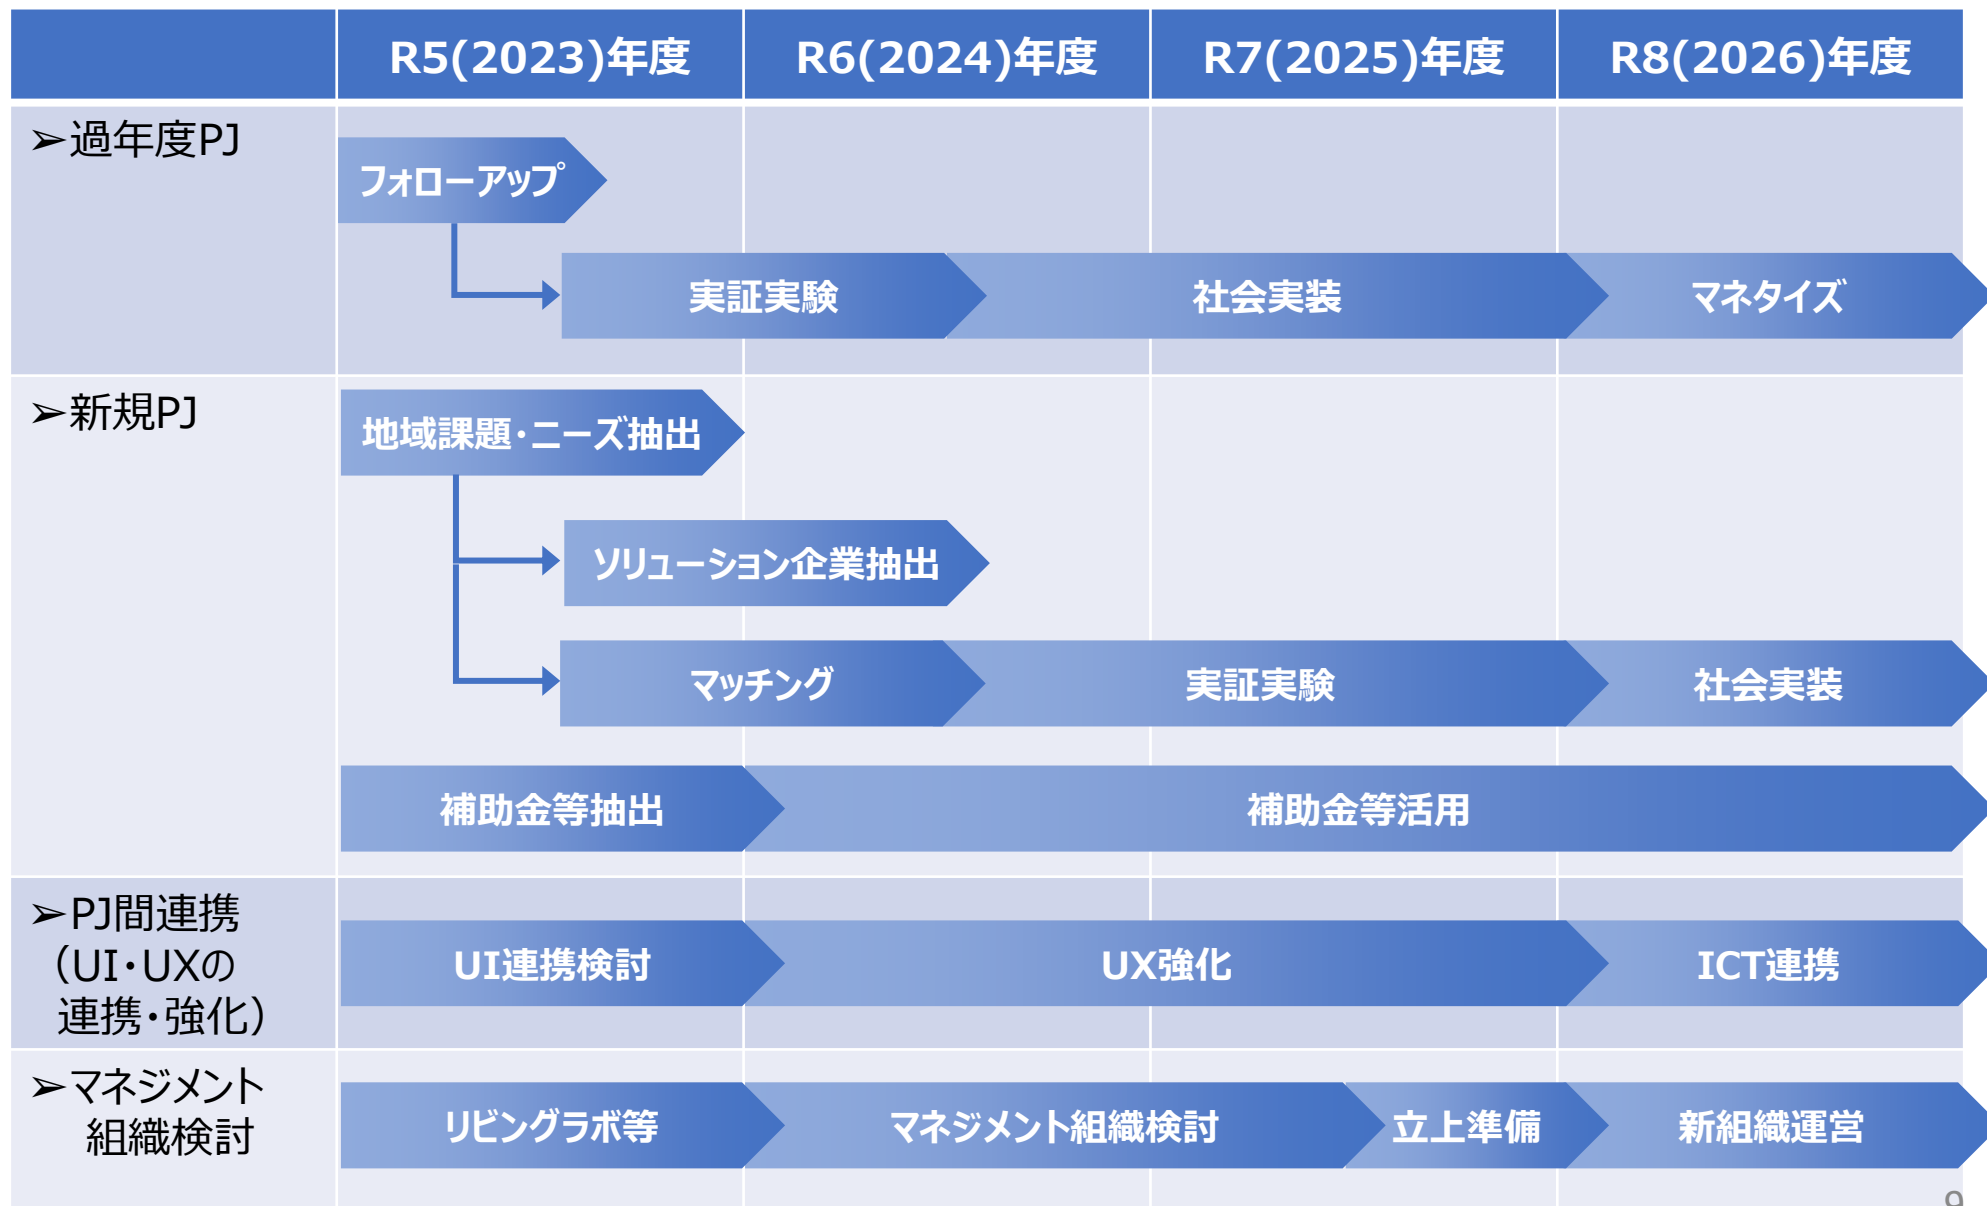 R5(2023)年度
R6(2024)年度
R7(2025)年度
R8(2026)年度
➢過年度PJ
フォローアップ
実証実験
社会実装
マネタイズ
➢新規PJ
地域課題・ニーズ抽出
ソリューション企業抽出
マッチング
実証実験
社会実装
補助金等抽出
補助金等活用
➢PJ間連携
（UI・UXの
連携・強化）
UI連携検討
UX強化
ICT連携
➢マネジメント
組織検討
リビングラボ等
マネジメント組織検討
立上準備
新組織運営
9